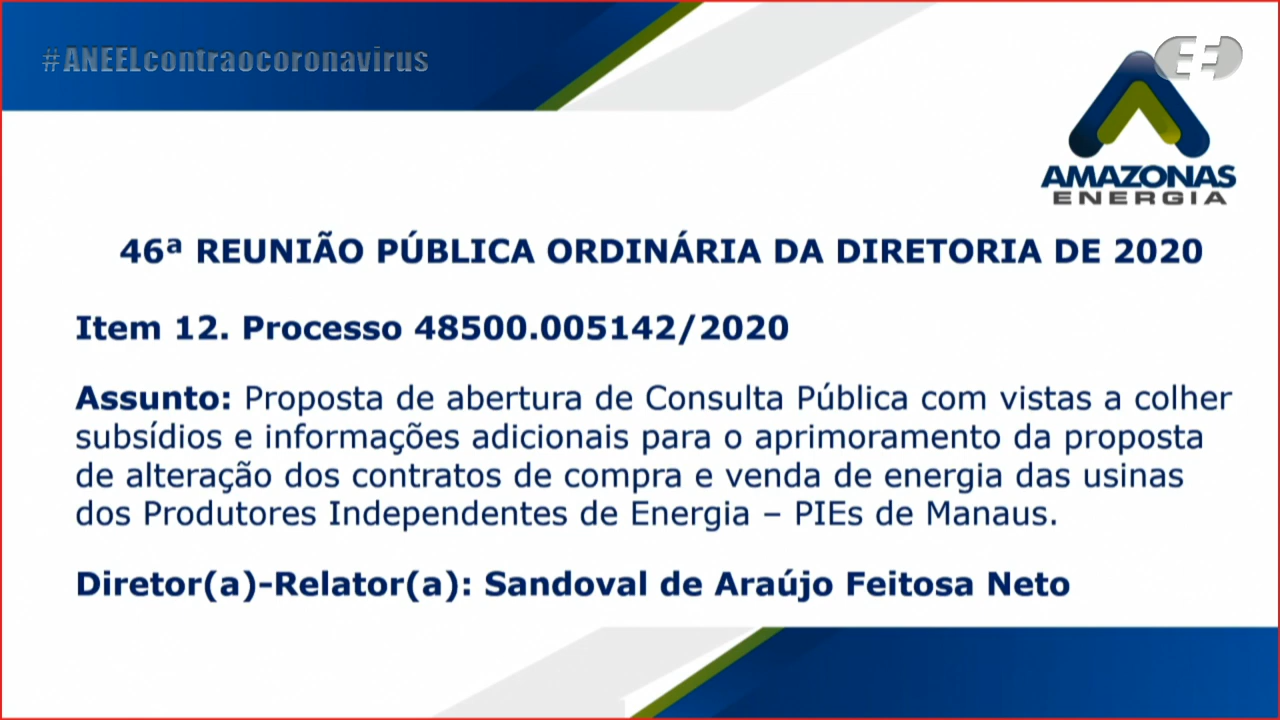 #ANEELcontraocoronavirus
AMAZONAS
ENERGIA
46ª REUNIÃO PÚBLICA ORDINÁRIA DA DIRETORIA DE 2020
Item 12. Processo 48500.005142/2020
Assunto: Proposta de abertura de Consulta Pública com vistas a colher
subsídios e informações adicionais para o aprimoramento da proposta
de alteração dos contratos de compra e venda de energia das usinas
dos Produtores Independentes de Energia – PIEs de Manaus.
Diretor(a)-Relator(a): Sandoval de Araújo Feitosa Neto